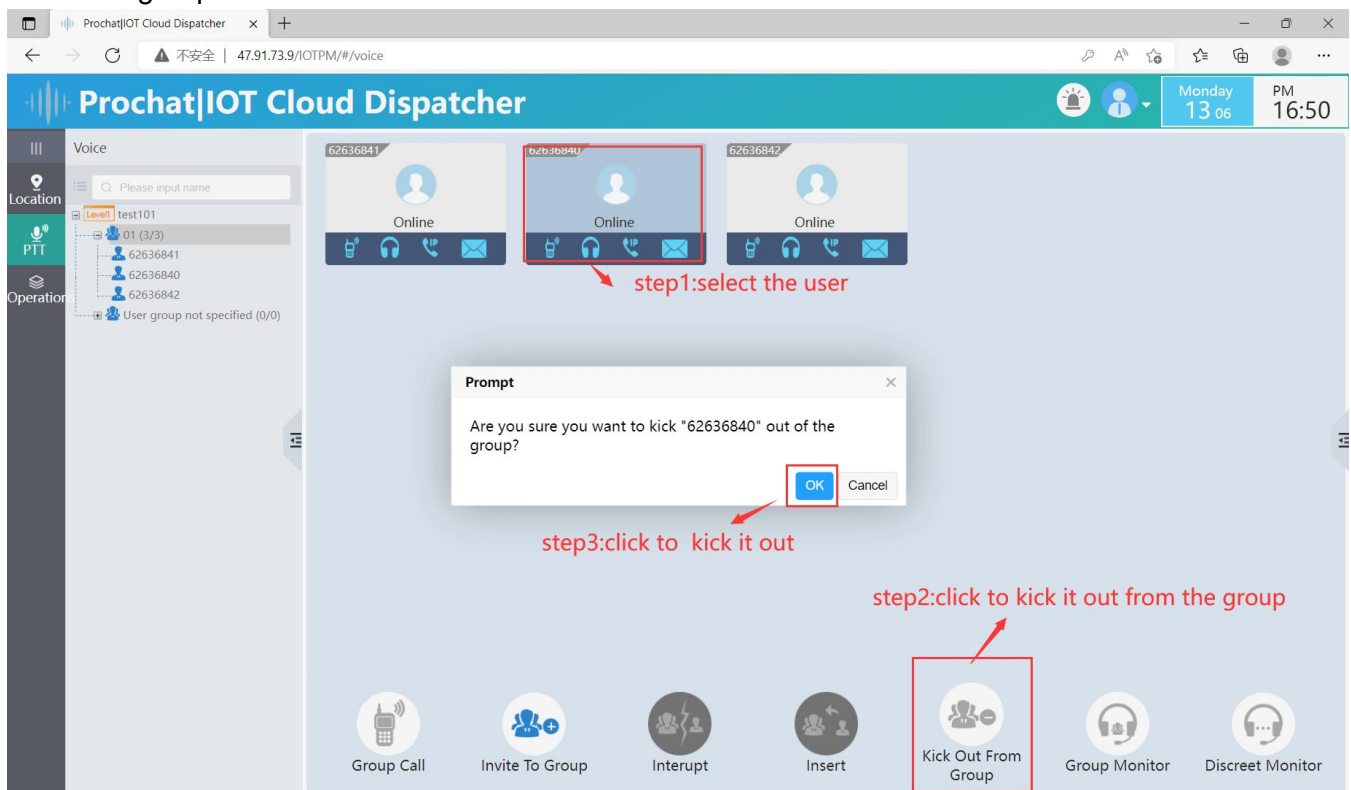 Prochat|IOT Cloud Dispatcher
不安全 | 47.91.73.9/IOTPM/#/voice
Prochat|IOT Cloud Dispatcher
Monday
13 06
PM
16:50
Location
PTT
Operation
Voice
Please input name
Level1 test101
01 (3/3)
62636841
62636840
62636842
User group not specified (0/0)
62636841
Online
62636840
Online
62636842
Online
IP
IP
IP
step1:select the user
Prompt
Are you sure you want to kick "62636840" out of the
group?
OK
Cancel
step3:click to kick it out
step2:click to kick it out from the group
Group Call
Invite To Group
Interupt
Insert
Kick Out From
Group
Group Monitor
Discreet Monitor